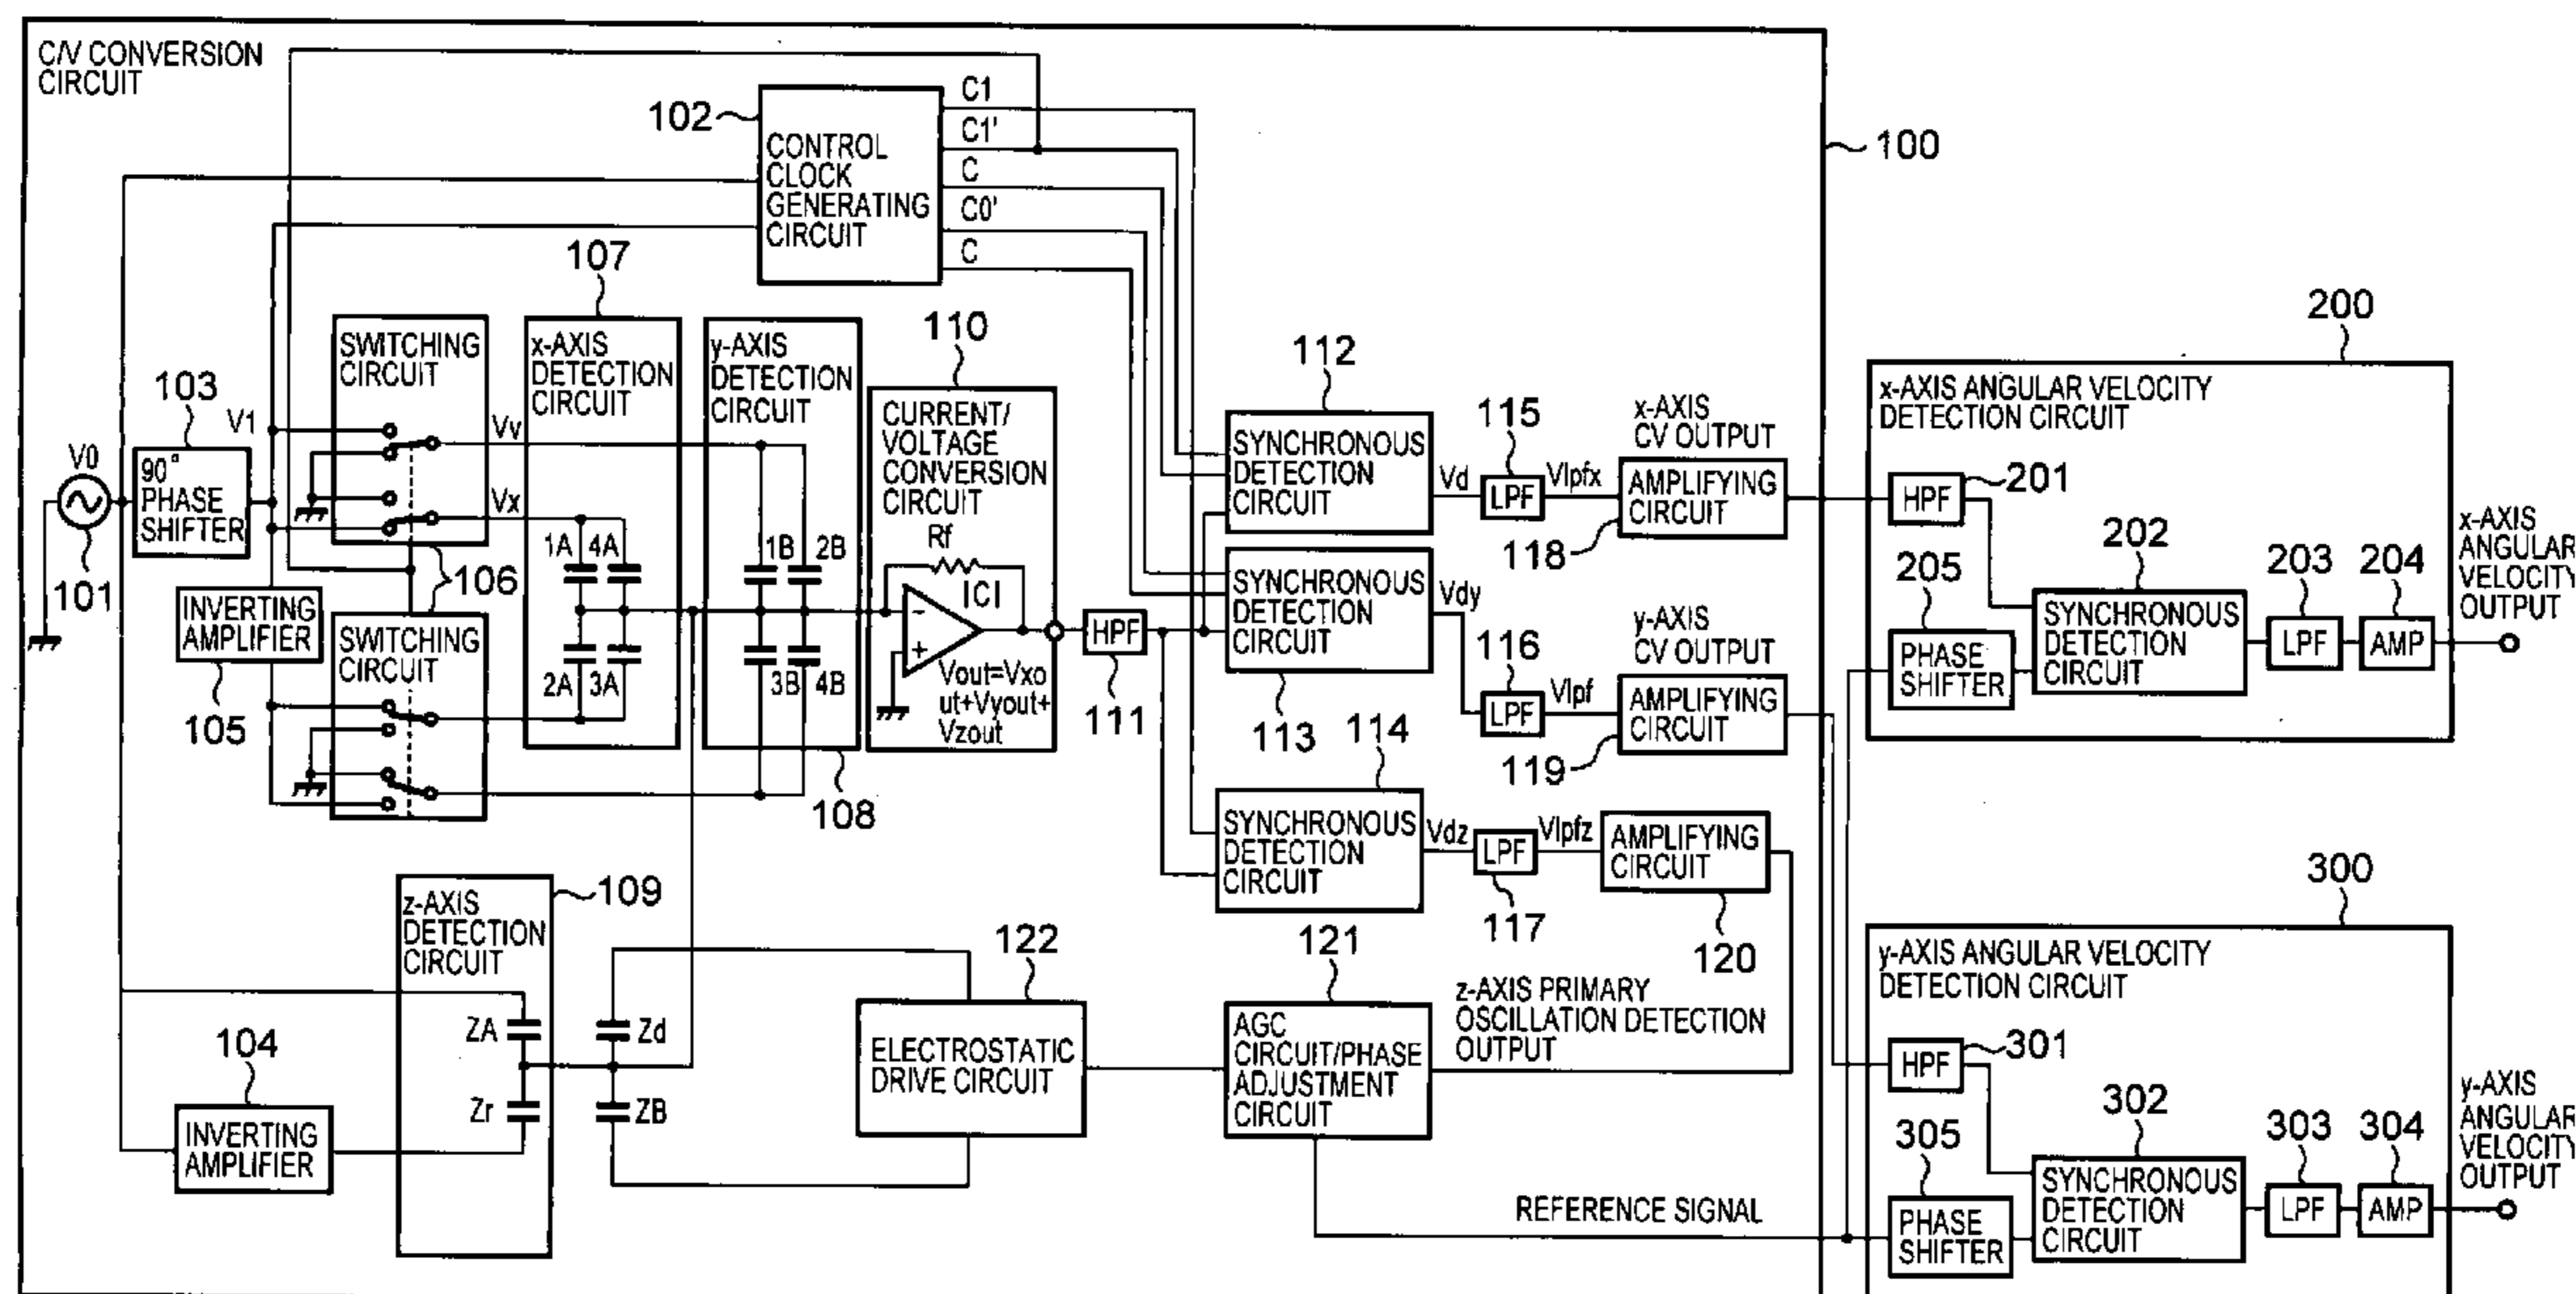 C/V CONVERSION
CIRCUIT
102
CONTROL
CLOCK
GENERATING
CIRCUIT
C1
C1'
C
C0'
C
100
107
103
V1
V0
90°
PHASE
SHIFTER
101
SWITCHING
CIRCUIT
Vv
Vx
106
INVERTING
AMPLIFIER
105
SWITCHING
CIRCUIT
x-AXIS
DETECTION
CIRCUIT
1A 4A
2A 3A
y-AXIS
DETECTION
CIRCUIT
1B 2B
3B 4B
108
110
CURRENT/
VOLTAGE
CONVERSION
CIRCUIT
Rf
ICI
-
+
Vout=Vxo
ut+Vyout+
Vzout
HPF
111
112
SYNCHRONOUS
DETECTION
CIRCUIT
Vd
115
LPF
Vlpfx
x-AXIS
CV OUTPUT
AMPLIFYING
CIRCUIT
118
SYNCHRONOUS
DETECTION
CIRCUIT
113
Vdy
116
LPF
Vlpf
y-AXIS
CV OUTPUT
AMPLIFYING
CIRCUIT
119
114
SYNCHRONOUS
DETECTION
CIRCUIT
Vdz
LPF
117
Vlpfz
AMPLIFYING
CIRCUIT
120
109
z-AXIS
DETECTION
CIRCUIT
ZA
Zr
104
INVERTING
AMPLIFIER
Zd
ZB
122
ELECTROSTATIC
DRIVE CIRCUIT
121
AGC
CIRCUIT/PHASE
ADJUSTMENT
CIRCUIT
z-AXIS PRIMARY
OSCILLATION DETECTION
OUTPUT
REFERENCE SIGNAL
200
x-AXIS ANGULAR VELOCITY
DETECTION CIRCUIT
HPF
201
205
PHASE
SHIFTER
202
SYNCHRONOUS
DETECTION
CIRCUIT
203
LPF
204
AMP
x-AXIS
ANGULAR
VELOCITY
OUTPUT
300
y-AXIS ANGULAR VELOCITY
DETECTION CIRCUIT
HPF
301
305
PHASE
SHIFTER
302
SYNCHRONOUS
DETECTION
CIRCUIT
303
LPF
304
AMP
y-AXIS
ANGULAR
VELOCITY
OUTPUT